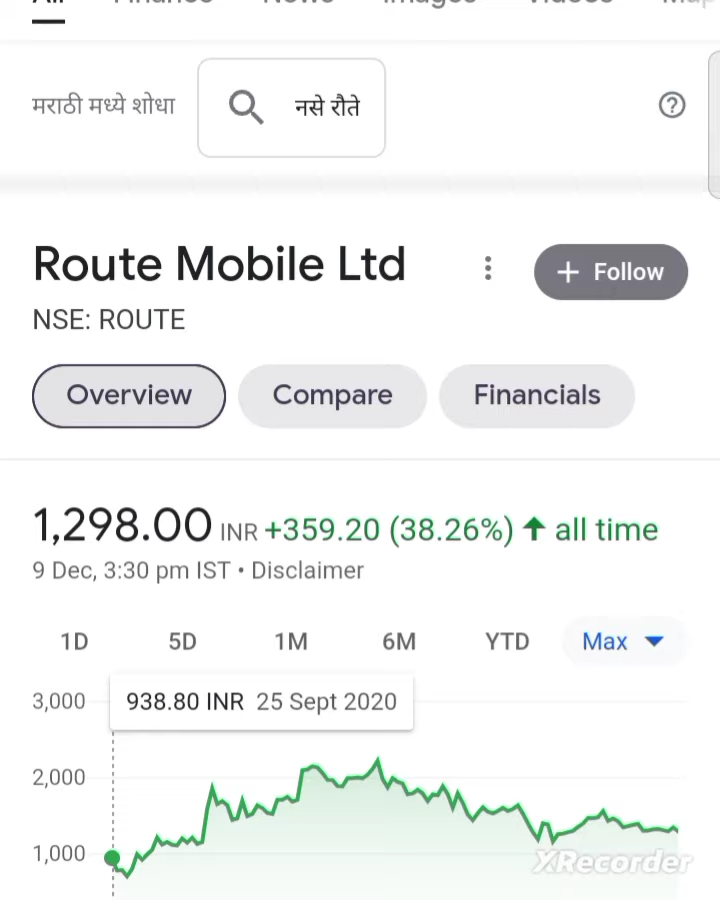 मराठी मध्ये शोधा नसे रौते
Route Mobile Ltd
+ Follow
NSE: ROUTE
Overview Compare Financials
1,298.00 INR +359.20 (38.26%) ↑ all time
9 Dec, 3:30 pm IST • Disclaimer
1D 5D 1M 6M YTD Max
3,000
938.80 INR 25 Sept 2020
2,000
1,000
XRecorder